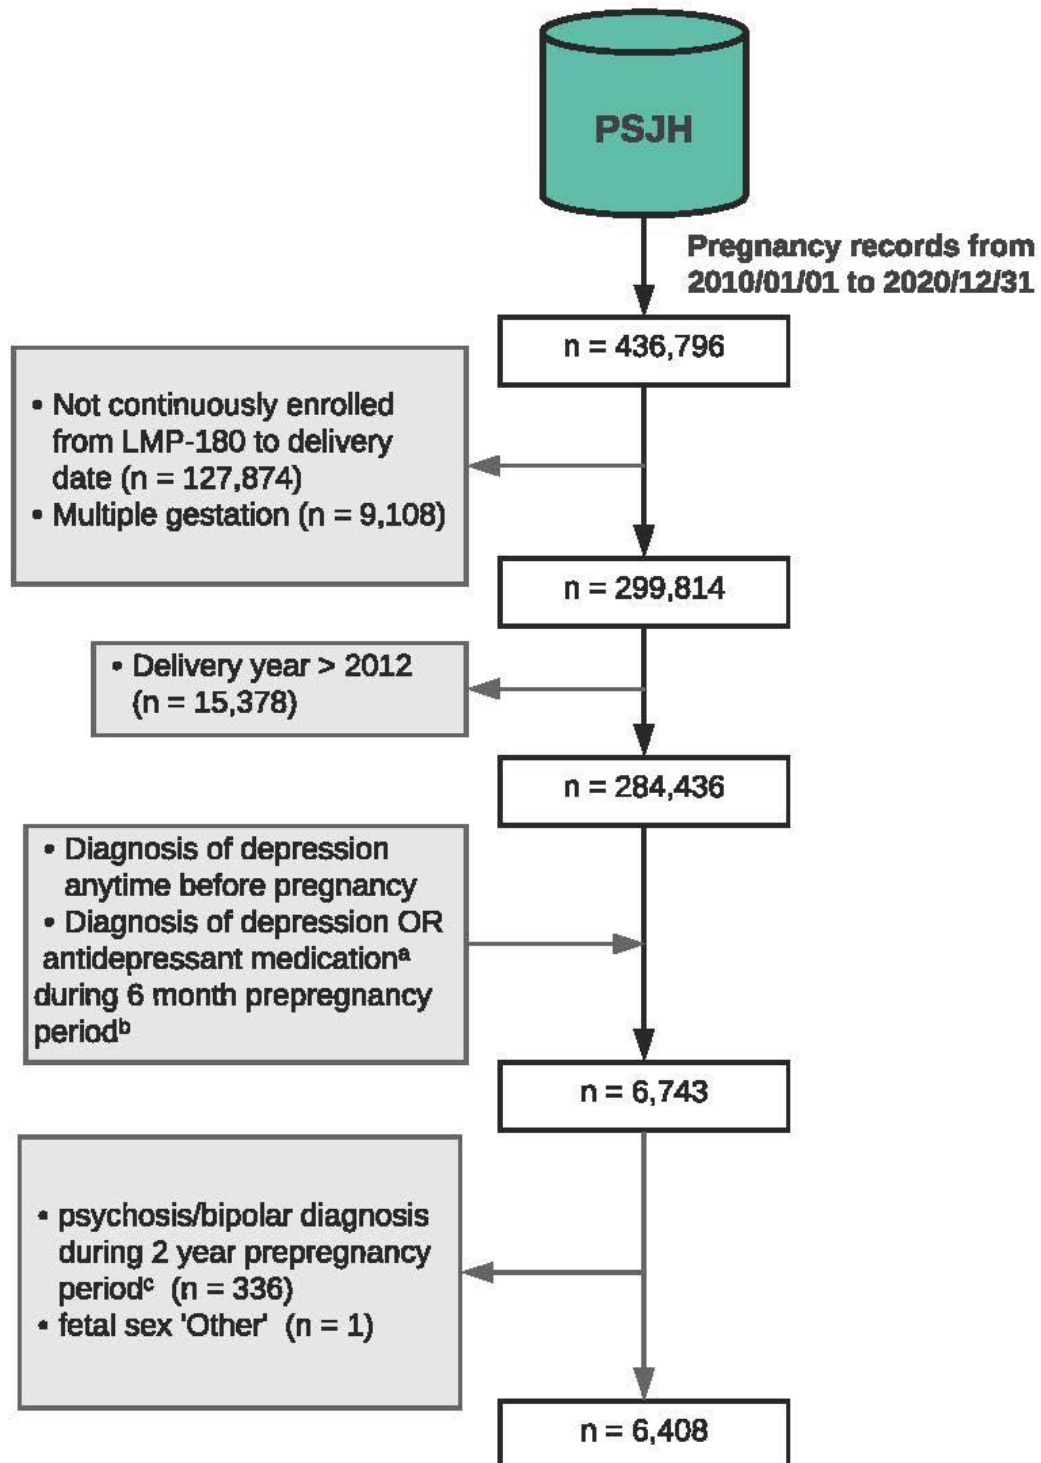 PSJH
Pregnancy records from
2010/01/01 to 2020/12/31
n = 436,796
• Not continuously enrolled
from LMP-180 to delivery
date (n = 127,874)
• Multiple gestation (n = 9,108)
n = 299,814
• Delivery year > 2012
(n = 15,378)
n = 284,436
• Diagnosis of depression
anytime before pregnancy
• Diagnosis of depression OR
antidepressant medicationᵃ
during 6 month prepregnancy
periodᵇ
n = 6,743
• psychosis/bipolar diagnosis
during 2 year prepregnancy
periodᶜ (n = 336)
• fetal sex 'Other' (n = 1)
n = 6,408